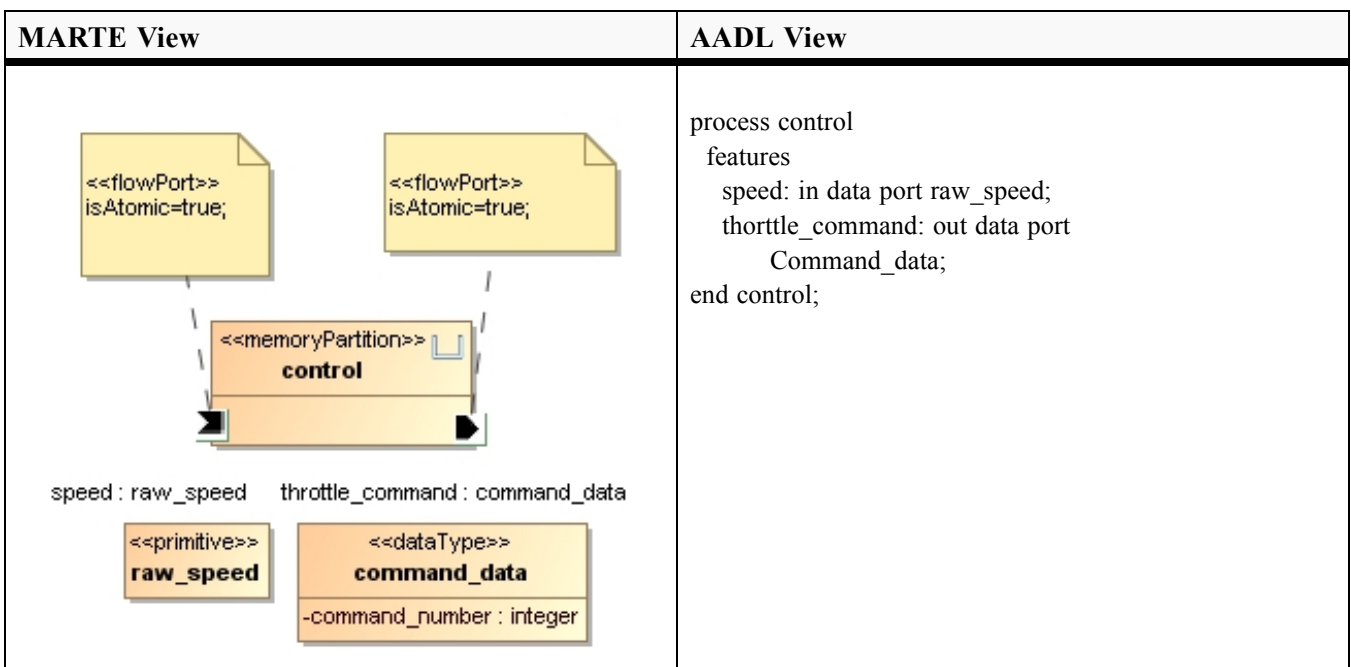 MARTE View
AADL View
<<flowPort>>
isAtomic=true;
<<flowPort>>
isAtomic=true;
<<memoryPartition>>
control
speed : raw_speed
throttle_command : command_data
<<primitive>>
raw_speed
<<dataType>>
command_data
-command_number : integer
process control
features
speed: in data port raw_speed;
thorttle_command: out data port
Command_data;
end control;